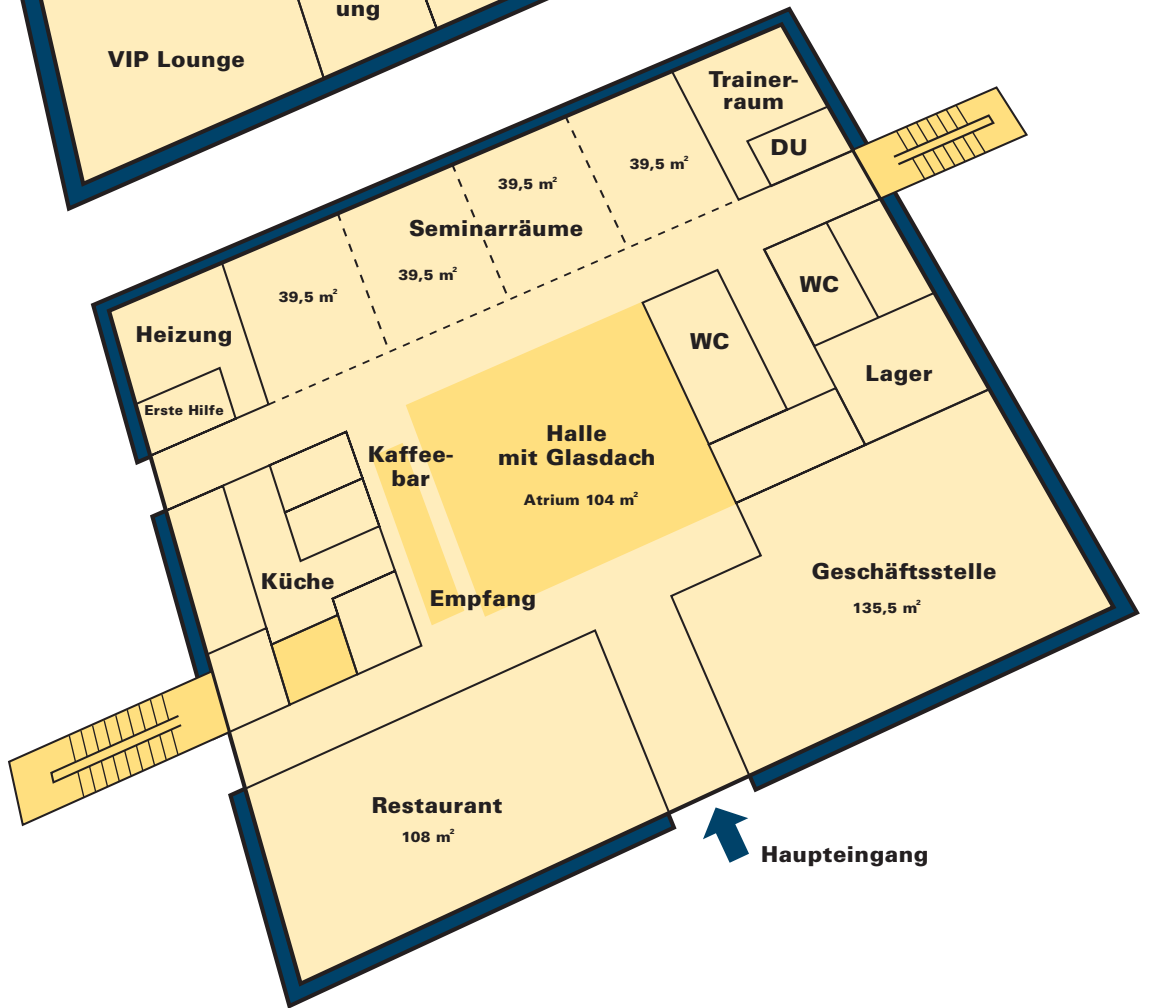 ung
VIP Lounge
Trainer-
raum
DU
39,5 m²
39,5 m²
Seminarräume
39,5 m²
39,5 m²
Heizung
Erste Hilfe
WC
WC
Lager
Kaffee-
bar
Halle
mit Glasdach
Atrium 104 m²
Küche
Empfang
Geschäftsstelle
135,5 m²
Restaurant
108 m²
Haupteingang